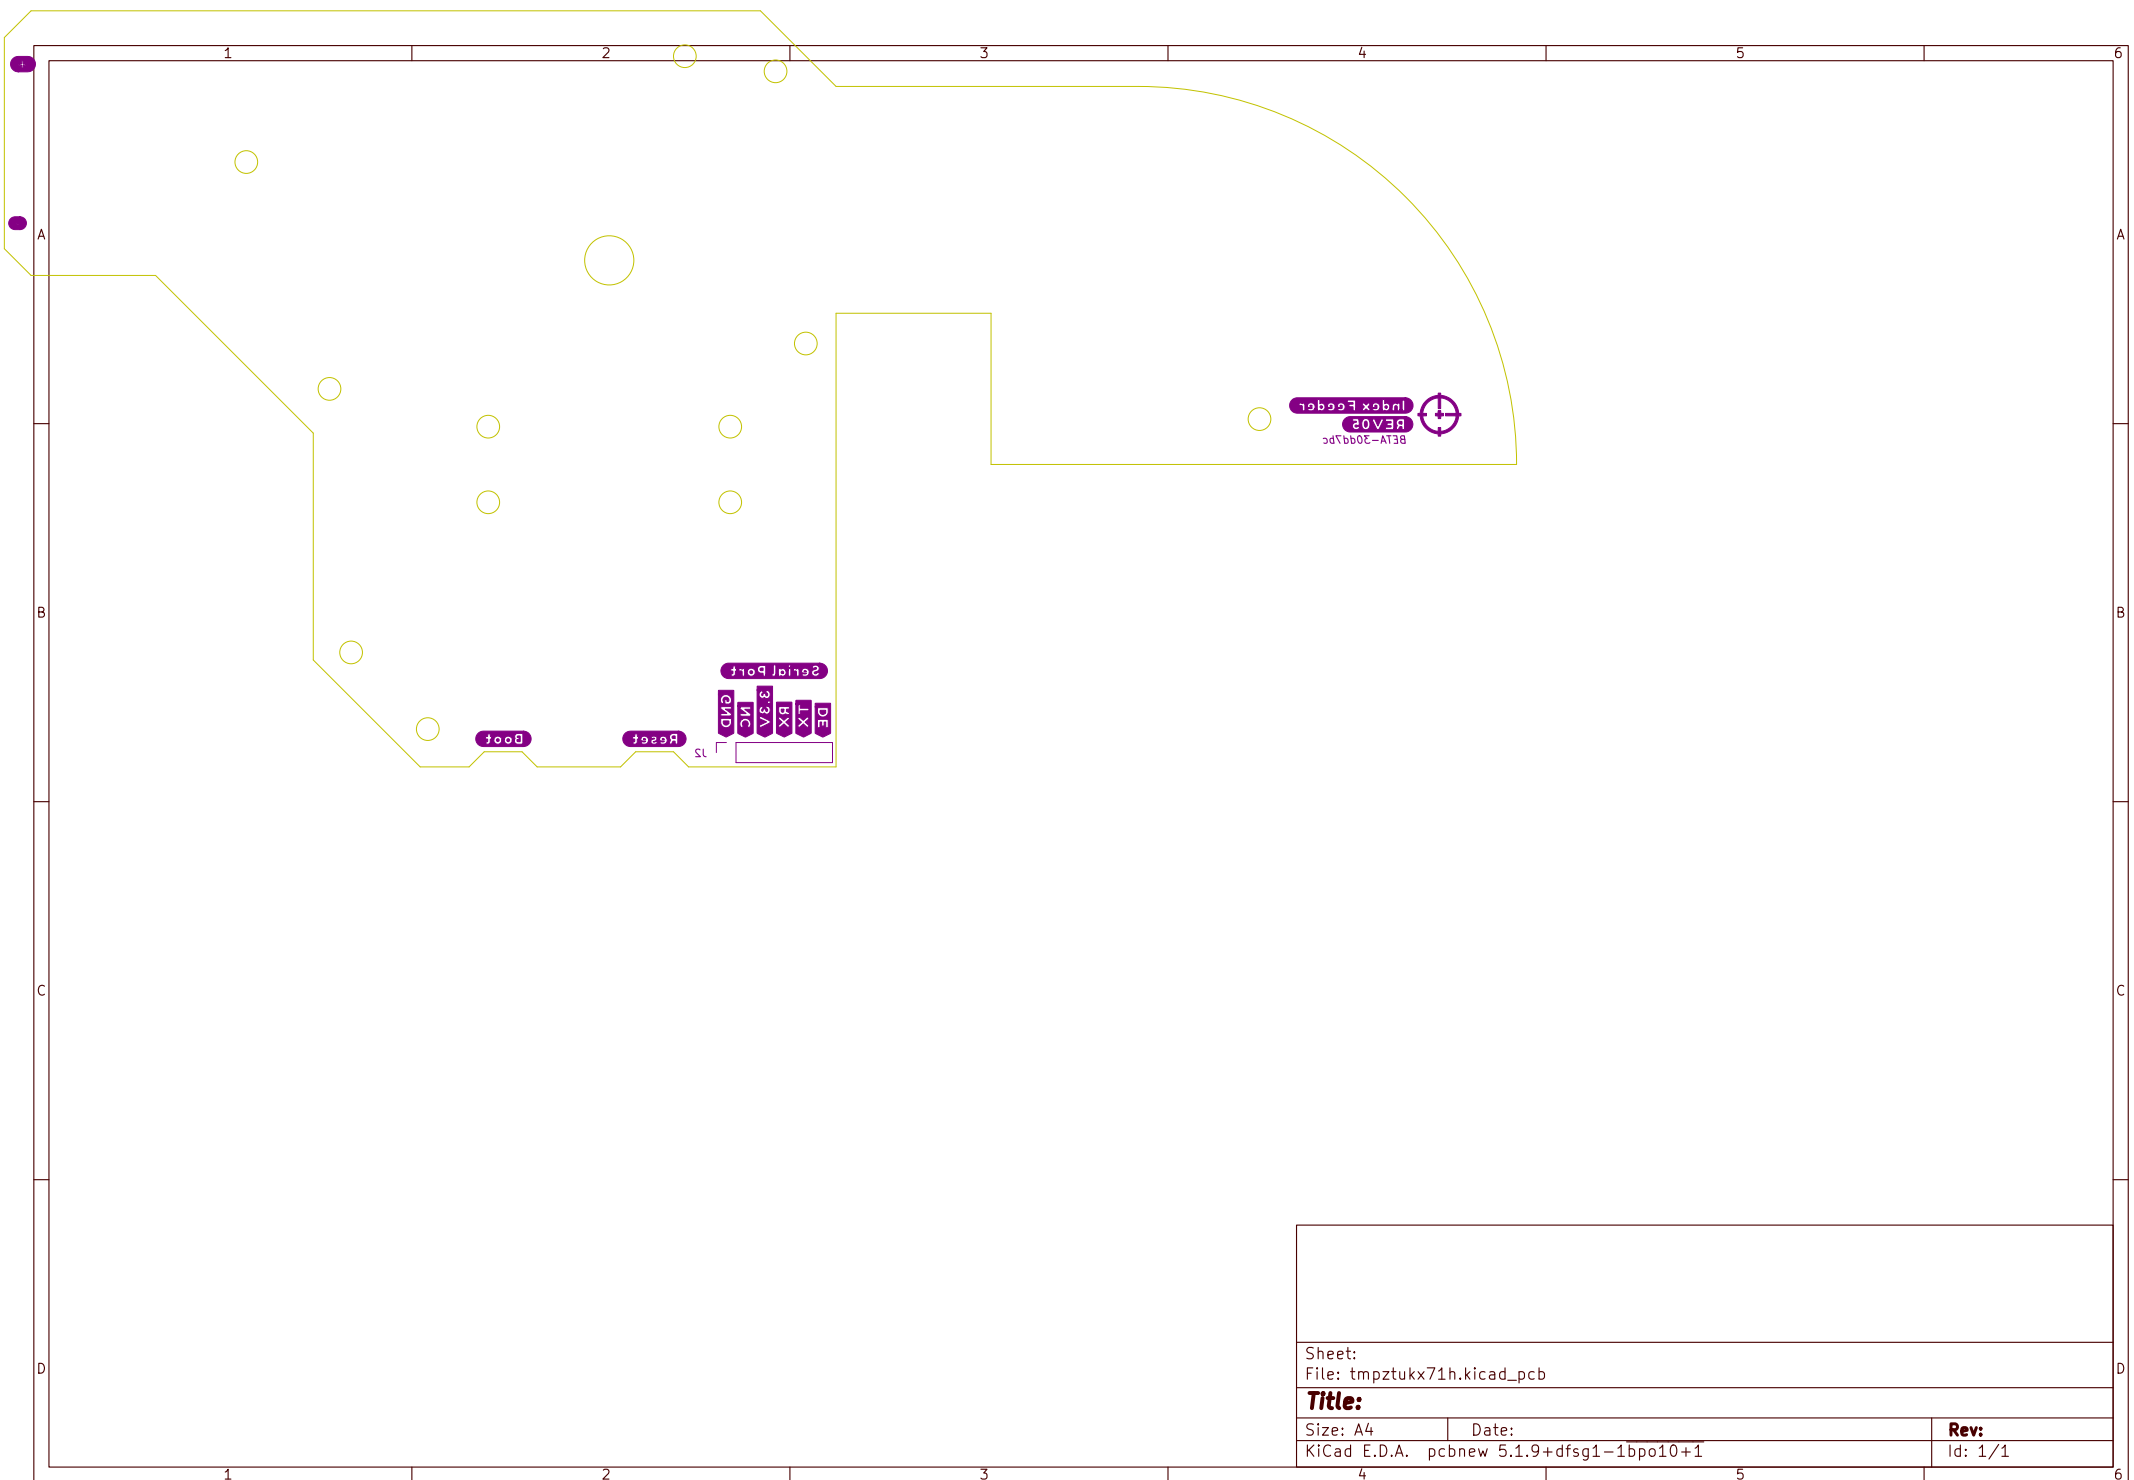 1 2 3 4 5 6
+
A A
Index Feeder
REV05
BETA-30dd7bc
B B
Serial Port
GND NC 3.3V RX TX DE
Boot Reset J2
C C
Sheet:
File: tmpztukx71h.kicad_pcb
D D
Title:
Size: A4 Date: Rev:
KiCad E.D.A. pcbnew 5.1.9+dfsg1-1bpo10+1 Id: 1/1
1 2 3 4 5 6